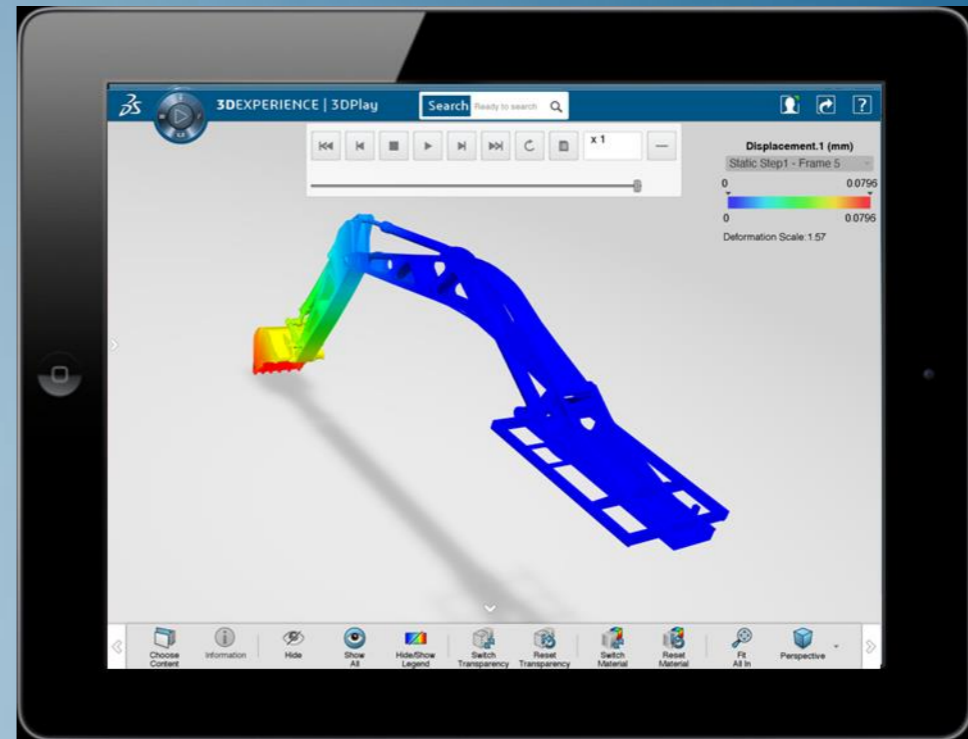 3DS
3DEXPERIENCE | 3DPlay
Search Ready to search
?
x 1
Displacement.1 (mm)
Static Step1 - Frame 5
0 0.0796
0 0.0796
Deformation Scale:1.57
Choose
Content
Information
Hide
Show
All
Hide/Show
Legend
Switch
Transparency
Reset
Transparency
Switch
Material
Reset
Material
Fit
All In
Perspective